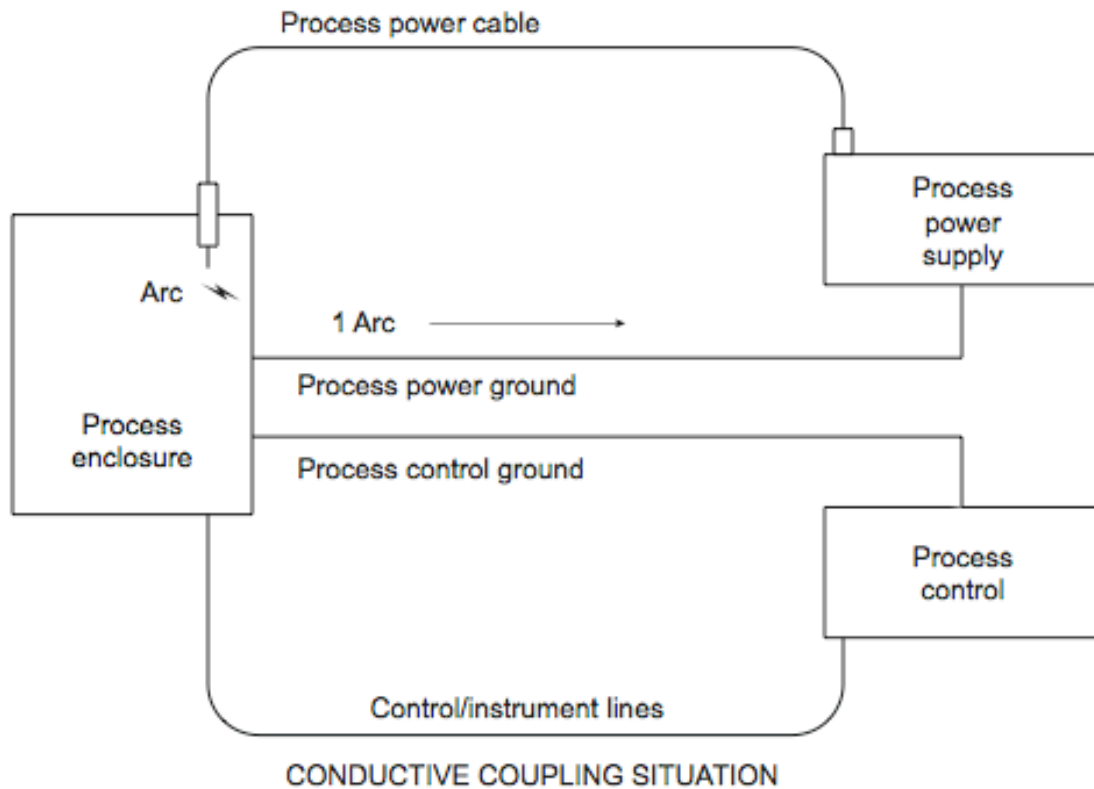 Process power cable
Process
power
supply
Arc
1 Arc
Process power ground
Process
enclosure
Process control ground
Process
control
Control/instrument lines
CONDUCTIVE COUPLING SITUATION